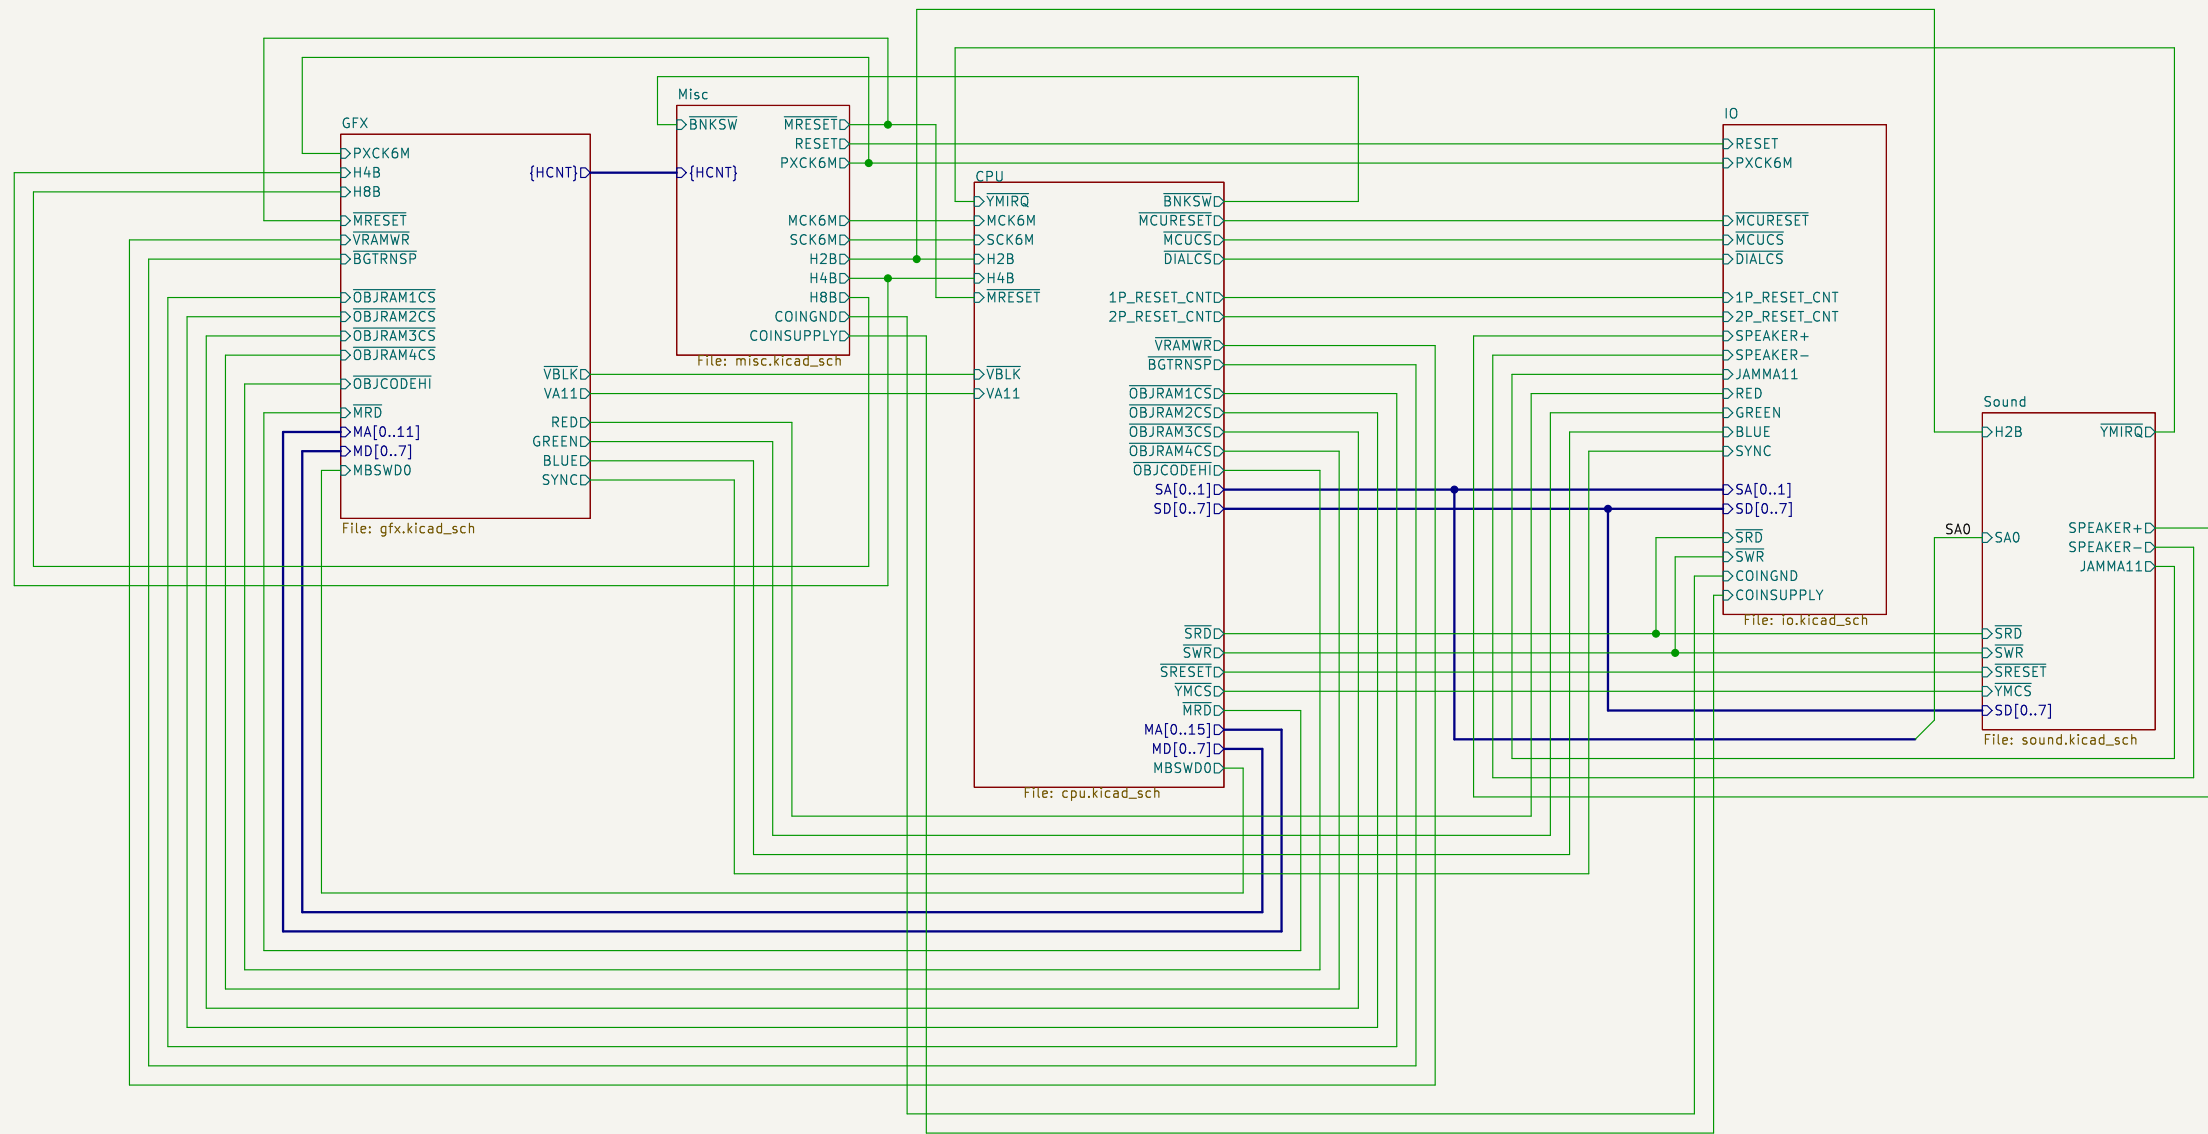 GFX
PXCK6M
H4B
H8B
MRESET
VRAMWR
BGTRNSP
OBJRAM1CS
OBJRAM2CS
OBJRAM3CS
OBJRAM4CS
OBJCODEHI
MRD
MA[0..11]
MD[0..7]
MBSWD0
{HCNT}
VBLK
VA11
RED
GREEN
BLUE
SYNC
File: gfx.kicad_sch
Misc
BNKSW
{HCNT}
MRESET
RESET
PXCK6M
MCK6M
SCK6M
H2B
H4B
H8B
COINGND
COINSUPPLY
File: misc.kicad_sch
CPU
YMIRQ
MCK6M
SCK6M
H2B
H4B
MRESET
VBLK
VA11
BNKSW
MCURESET
MCUCS
DIALCS
1P_RESET_CNT
2P_RESET_CNT
VRAMWR
BGTRNSP
OBJRAM1CS
OBJRAM2CS
OBJRAM3CS
OBJRAM4CS
OBJCODEHI
SA[0..1]
SD[0..7]
SRD
SWR
SRESET
YMCS
MRD
MA[0..15]
MD[0..7]
MBSWD0
File: cpu.kicad_sch
IO
RESET
PXCK6M
MCURESET
MCUCS
DIALCS
1P_RESET_CNT
2P_RESET_CNT
SPEAKER+
SPEAKER-
JAMMA11
RED
GREEN
BLUE
SYNC
SA[0..1]
SD[0..7]
SRD
SWR
COINGND
COINSUPPLY
File: io.kicad_sch
Sound
H2B
SA0
SA0
SRD
SWR
SRESET
YMCS
SD[0..7]
YMIRQ
SPEAKER+
SPEAKER-
JAMMA11
File: sound.kicad_sch